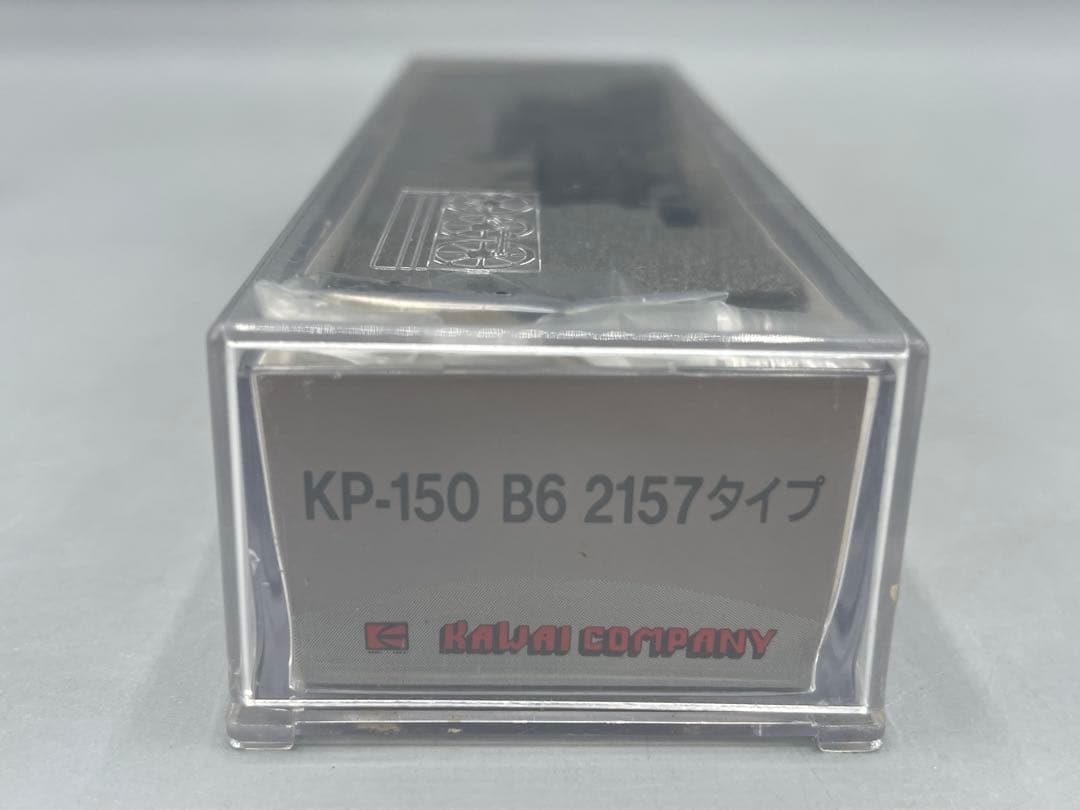 KP-150 B6 2157タイプ
KAWAI COMPANY